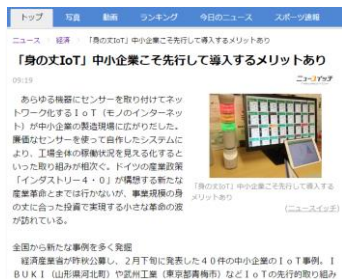 トップ 写真 動画 ランキング 今日のニュース スポーツ速報
ニュース 経済 「身の丈IoT」中小企業こそ先行して導入するメリットあり
「身の丈IoT」中小企業こそ先行して導入するメリットあり
09:19
ニュースイッチ
あらゆる機器にセンサーを取り付けてネッ
トワーク化するIoT（モノのインターネッ
ト）が中小企業の製造現場に広がりだした。
廉価なセンサーを使って自作したシステムに
より、工場全体の稼働状況を見える化すると
いった取り組みが相次ぐ。ドイツの産業政策
「インダストリー4・0」が構想する新たな
産業革命とまでは行かないが、事業規模の身
の丈に合った投資で実現する小さな革命の波
が訪れている。
「身の丈IoT」中小企業こそ先行して導入する
メリットあり
(ニュースイッチ)
全国から新たな事例を多く発掘
経済産業省が昨秋公募し、2月下旬に発表した40件の中小企業のIoT事例。I
BUKI（山形県河北町）や武州工業（東京都青梅市）などIoTの先行的取り組み